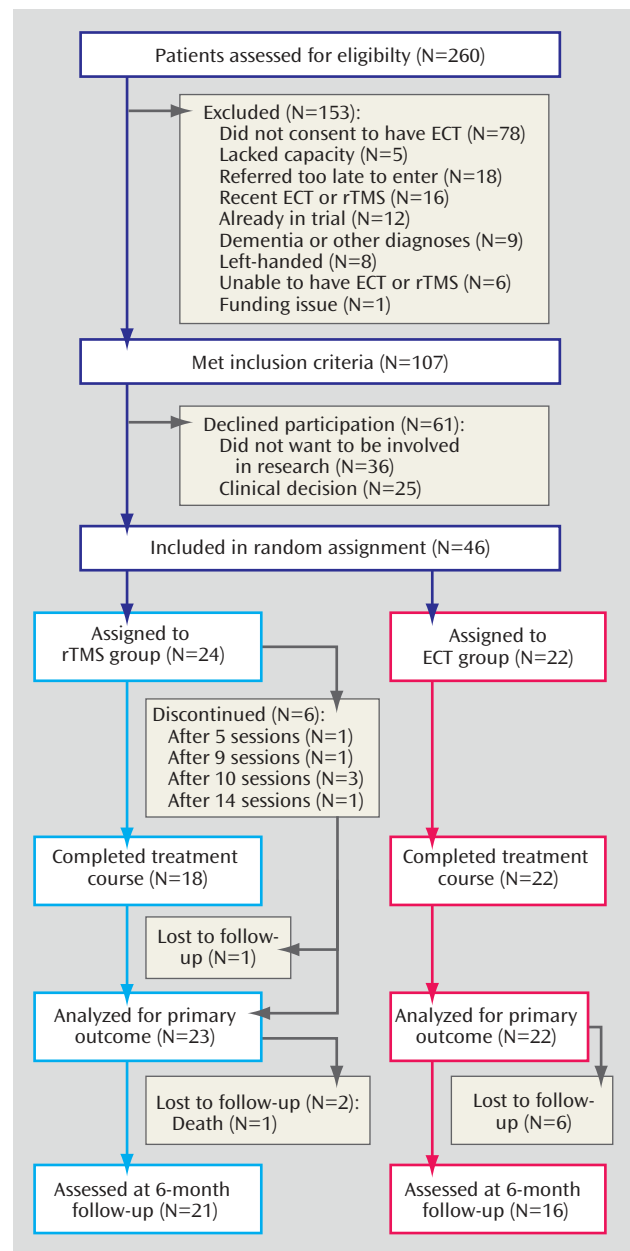 Patients assessed for eligibilty (N=260)
Excluded (N=153):
Did not consent to have ECT (N=78)
Lacked capacity (N=5)
Referred too late to enter (N=18)
Recent ECT or rTMS (N=16)
Already in trial (N=12)
Dementia or other diagnoses (N=9)
Left-handed (N=8)
Unable to have ECT or rTMS (N=6)
Funding issue (N=1)
Met inclusion criteria (N=107)
Declined participation (N=61):
Did not want to be involved
in research (N=36)
Clinical decision (N=25)
Included in random assignment (N=46)
Assigned to
rTMS group (N=24)
Assigned to
ECT group (N=22)
Discontinued (N=6):
After 5 sessions (N=1)
After 9 sessions (N=1)
After 10 sessions (N=3)
After 14 sessions (N=1)
Completed treatment
course (N=18)
Completed treatment
course (N=22)
Lost to follow-
up (N=1)
Analyzed for primary
outcome (N=23)
Analyzed for primary
outcome (N=22)
Lost to follow-up (N=2):
Death (N=1)
Lost to follow-
up (N=6)
Assessed at 6-month
follow-up (N=21)
Assessed at 6-month
follow-up (N=16)